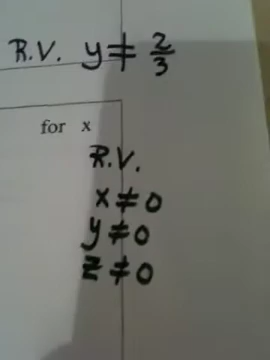 R.V. y ≠ 2/3
for x
R.V.
x ≠ 0
y ≠ 0
z ≠ 0